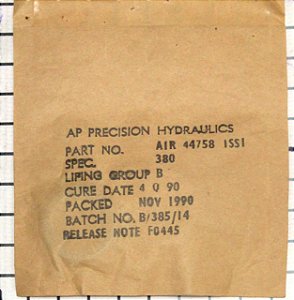 AP PRECISION HYDRAULICS
PART NO. AIR 44758 ISS1
SPEC. 380
LIFING GROUP B
CURE DATE 4 Q 90
PACKED NOV 1990
BATCH NO. B/385/14
RELEASE NOTE F0445